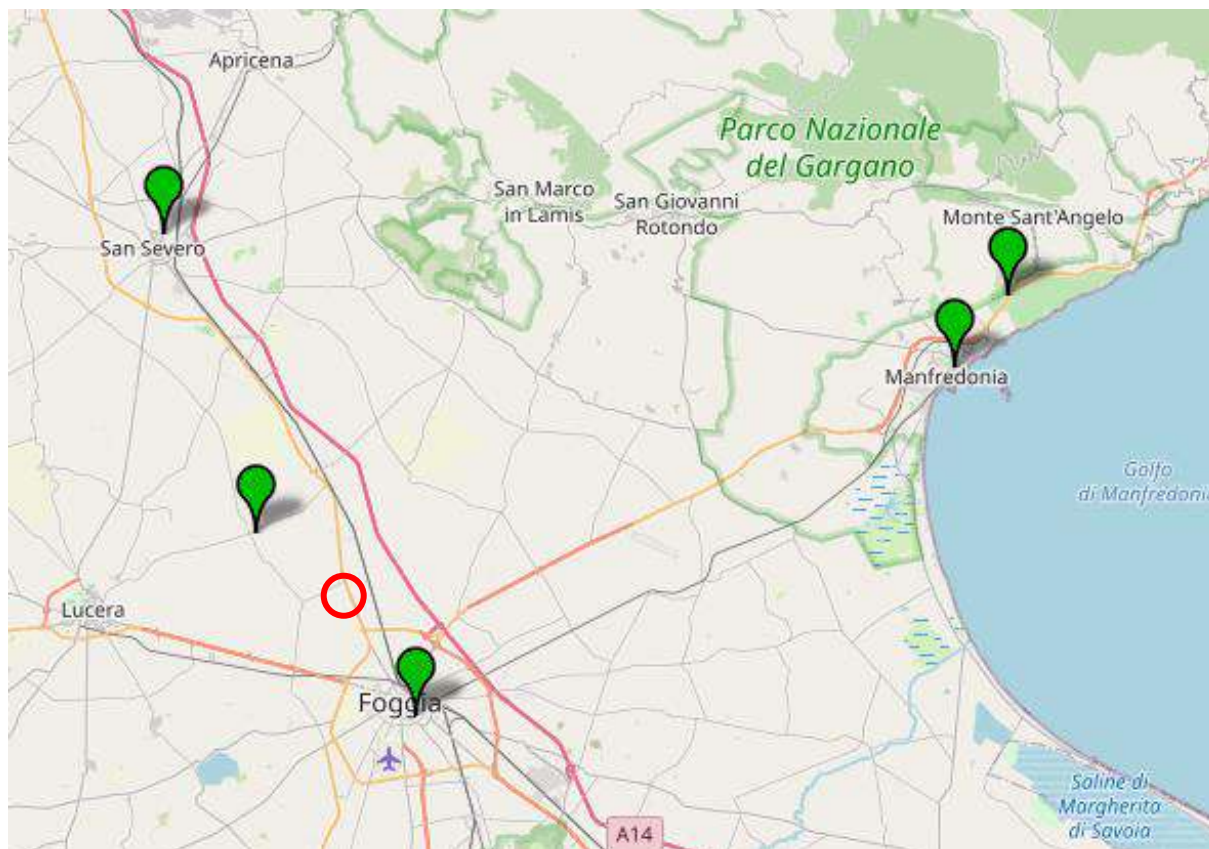 Apricena
Parco Nazionale
del Gargano
San Marco
in Lamis
San Giovanni
Rotondo
Monte Sant'Angelo
San Severo
Manfredonia
Golfo
di Manfredonia
Lucera
Foggia
Saline di
Margherita
di Savoia
A14